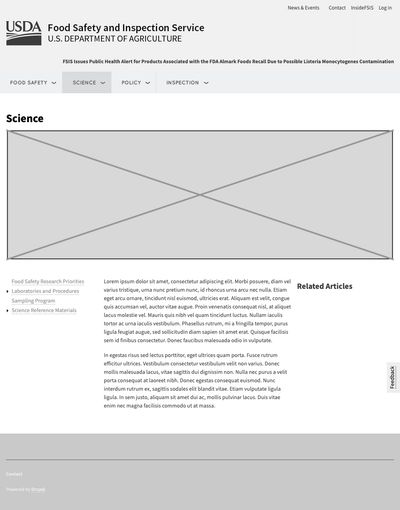 News & Events Contact InsideFSIS Log in
USDA Food Safety and Inspection Service
U.S. DEPARTMENT OF AGRICULTURE
FSIS Issues Public Health Alert for Products Associated with the FDA Almark Foods Recall Due to Possible Listeria Monocytogenes Contamination
FOOD SAFETY SCIENCE POLICY INSPECTION
Science
Food Safety Research Priorities
Laboratories and Procedures
Sampling Program
Science Reference Materials
Lorem ipsum dolor sit amet, consectetur adipiscing elit. Morbi posuere, diam vel
varius tristique, urna nunc pretium nunc, id rhoncus urna arcu nec nulla. Etiam
eget arcu ornare, tincidunt nisl euismod, ultricies erat. Aliquam est velit, congue
quis accumsan vel, auctor vitae augue. Proin venenatis consequat nisl, at aliquet
lacus molestie vel. Mauris quis nibh vel quam tincidunt luctus. Nullam iaculis
tortor ac urna iaculis vestibulum. Phasellus rutrum, mi a fringilla tempor, purus
ligula feugiat augue, sed sollicitudin diam sapien sit amet erat. Quisque facilisis
sem id finibus consectetur. Donec faucibus malesuada odio in vulputate.
In egestas risus sed lectus porttitor, eget ultrices quam porta. Fusce rutrum
efficitur ultrices. Vestibulum consectetur vestibulum velit non varius. Donec
mollis malesuada lacus, vitae sagittis dui dignissim non. Nulla nec purus a velit
porta consequat at laoreet nibh. Donec egestas consequat euismod. Nunc
interdum rutrum ex, sagittis sodales elit blandit vitae. Etiam vulputate ligula
ligula. In sem justo, aliquam sit amet dui ac, mollis pulvinar lacus. Duis vitae
enim nec magna facilisis commodo ut at massa.
Related Articles
Feedback
Contact
Powered by Drupal